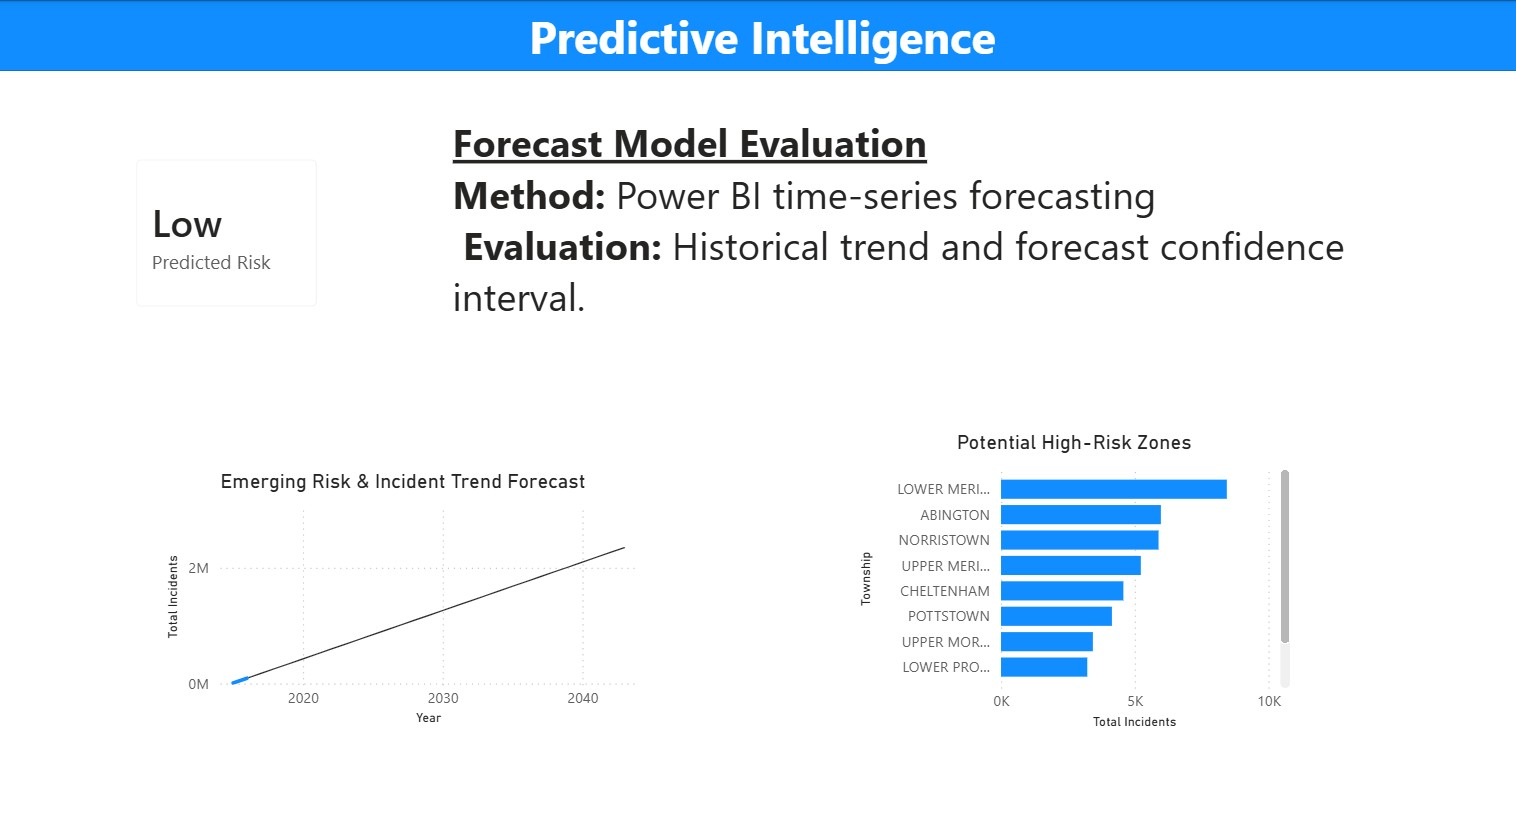 Predictive Intelligence
Low
Predicted Risk
Forecast Model Evaluation
Method: Power BI time-series forecasting
Evaluation: Historical trend and forecast confidence
interval.
Emerging Risk & Incident Trend Forecast
Total Incidents
2M
0M
2020 2030 2040
Year
Potential High-Risk Zones
Township
LOWER MERI...
ABINGTON
NORRISTOWN
UPPER MERI...
CHELTENHAM
POTTSTOWN
UPPER MOR...
LOWER PRO...
0K 5K 10K
Total Incidents